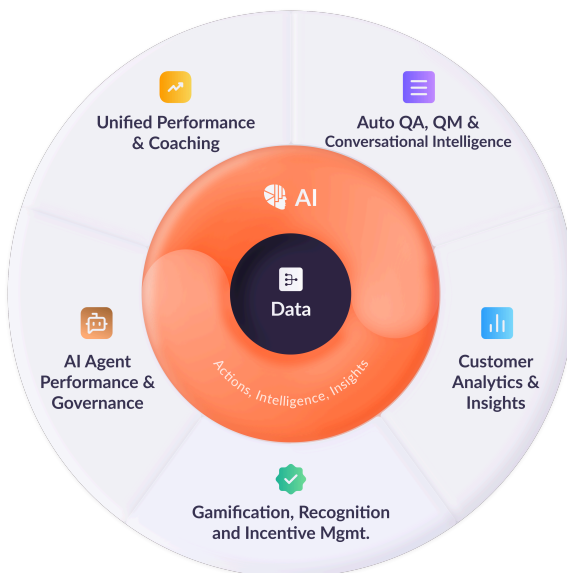 Unified Performance
& Coaching
Auto QA, QM &
Conversational Intelligence
AI
Data
Actions, Intelligence, Insights
AI Agent
Performance &
Governance
Customer
Analytics &
Insights
Gamification, Recognition
and Incentive Mgmt.